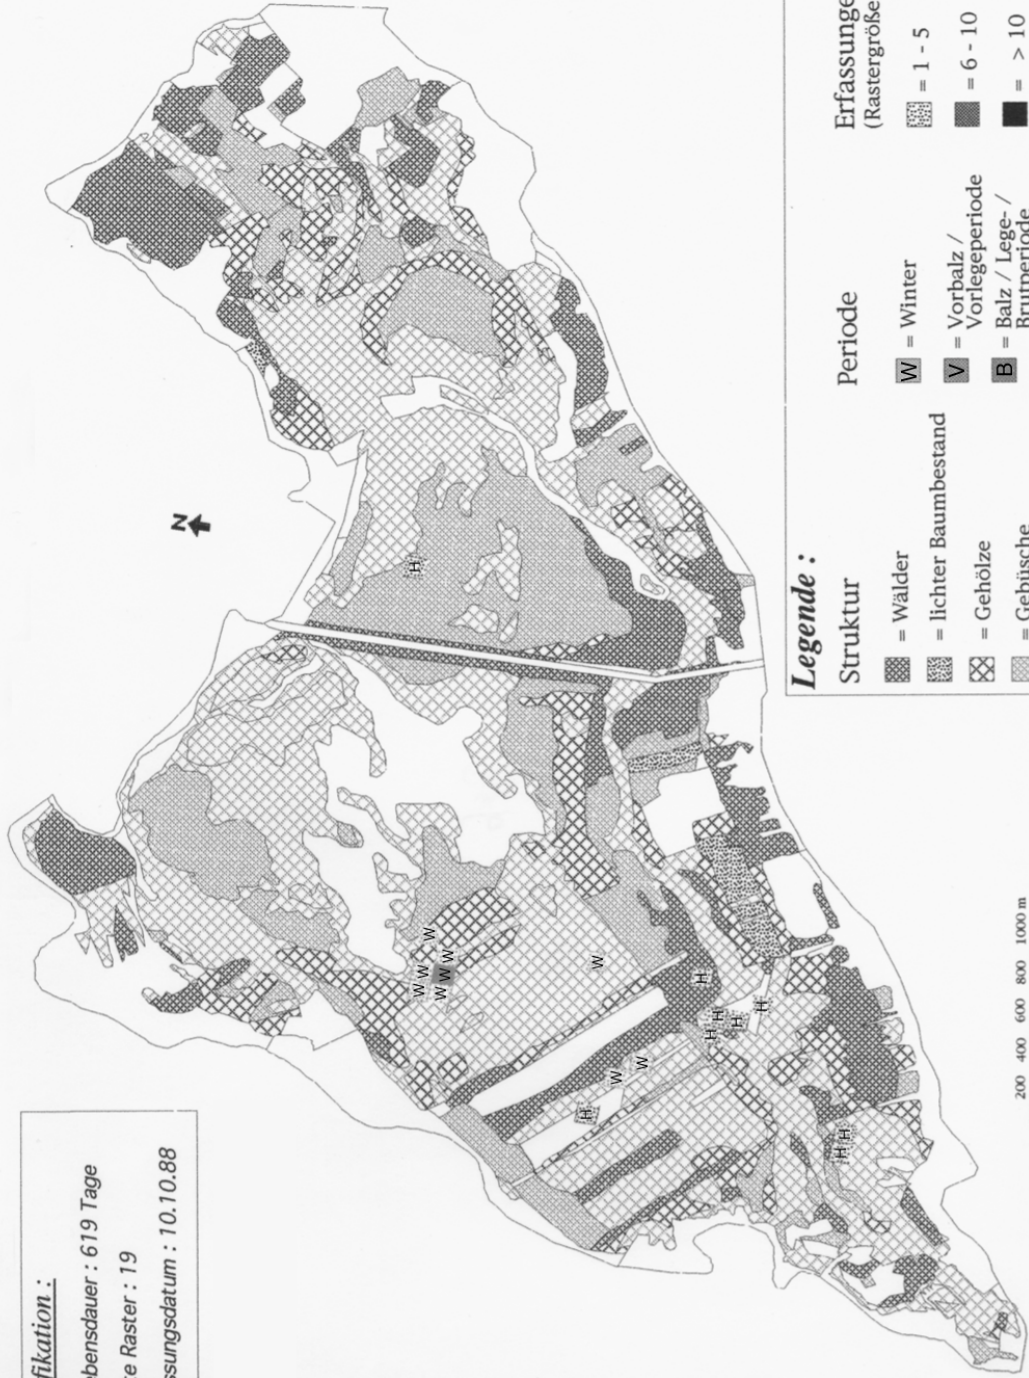 fikation :
ebensdauer : 619 Tage
e Raster : 19
ssungsdatum : 10.10.88
N
H
W
W
W
W
W
W
W
W
W
H
H
H
H
H
H
H
H
Legende :
Struktur
= Wälder
= lichter Baumbestand
= Gehölze
= Gebüsche
Periode
W = Winter
V = Vorbalz /
Vorlegeperiode
B = Balz / Lege- /
Brutperiode
Erfassunge
(Rastergröße
= 1 - 5
= 6 - 10
= > 10
200 400 600 800 1000 m